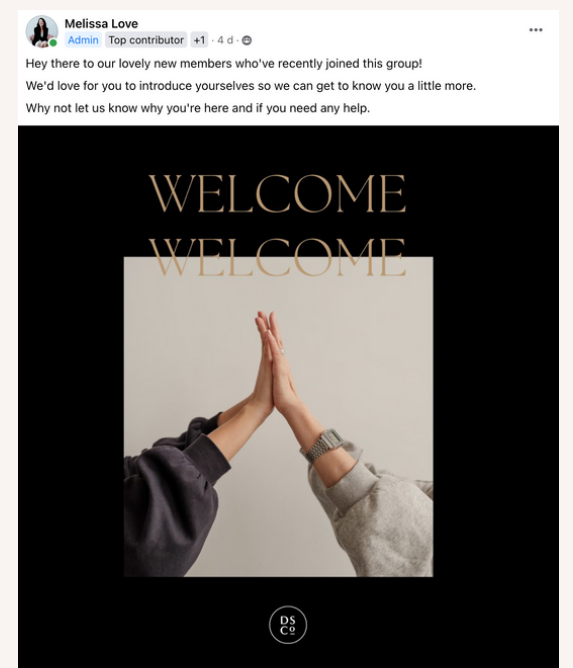 Melissa Love
Admin Top contributor +1 · 4 d ·
Hey there to our lovely new members who've recently joined this group!
We'd love for you to introduce yourselves so we can get to know you a little more.
Why not let us know why you're here and if you need any help.
WELCOME
WELCOME
DS
Co